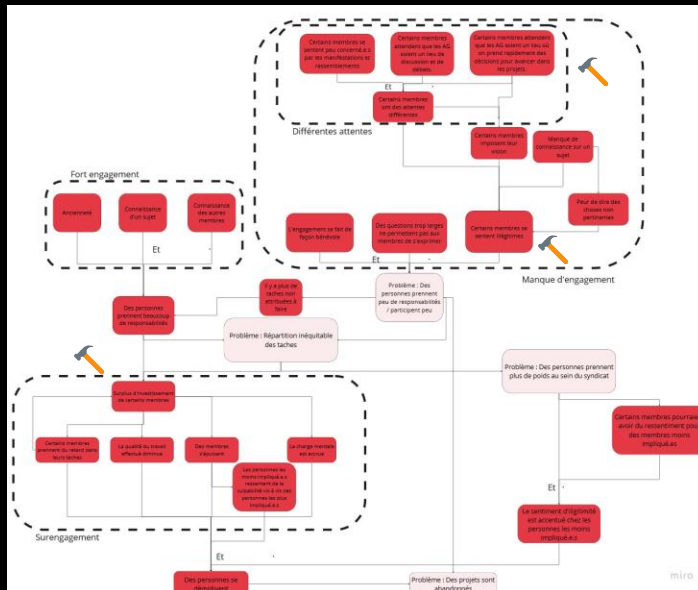 Certains membres se
sentent peu concerné.e.s
par les manifestations et
rassemblements
Certains membres
attendent que les AG
soient un lieu de
discussion et de
débats
Certains membres attendent
que les AG soient un lieu où
on prend rapidement des
décisions pour avancer dans
les projets
Et
Certains membres
ont des attentes
différentes
Différentes attentes
Certains membres
imposent leur
vision
Manque de
connaissance sur un
sujet
Peur de dire des
choses non
pertinentes
Fort engagement
Ancienneté
Connaissance
d'un sujet
Connaissance
des autres
membres
Et
L'engagement se fait de
façon bénévole
Des questions trop larges
ne permettent pas aux
membres de s'exprimer
Certains membres se
sentent illégitimes
Et
Manque d'engagement
Il y a plus de
taches non
attribuées à
faire
Problème : Des
personnes prennent
peu de responsabilités
/ participent peu
Des personnes
prennent beaucoup
de responsabilités
Problème : Répartition inéquitable
des taches
Problème : Des personnes prennent
plus de poids au sein du syndicat
Surplus d'investissement
de certains membres
Certains membres
prennent du retard dans
leurs taches
La qualité du travail
effectué diminue
Des membres
s'épuisent
La charge mentale
est accrue
Les personnes les
moins impliqué.e.s
ressentent de la
culpabilité vis à vis des
personnes les plus
impliqué.e.s
Surengagement
Certains membres pourraient
avoir du ressentiment pour
des membres moins
impliqué.es
Et
Le sentiment d'illigimité
est accentué chez les
personnes les moins
impliqué.e.s
Et
Des personnes se
démotivent
Problème : Des projets sont
abandonnés
miro